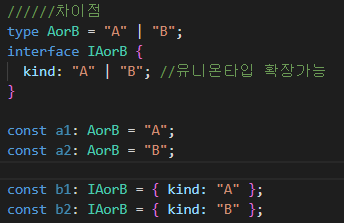 //////차이점
type AorB = "A" | "B";
interface IAorB {
  kind: "A" | "B"; //유니온타입 확장가능
}
const a1: AorB = "A";
const a2: AorB = "B";
const b1: IAorB = { kind: "A" };
const b2: IAorB = { kind: "B" };